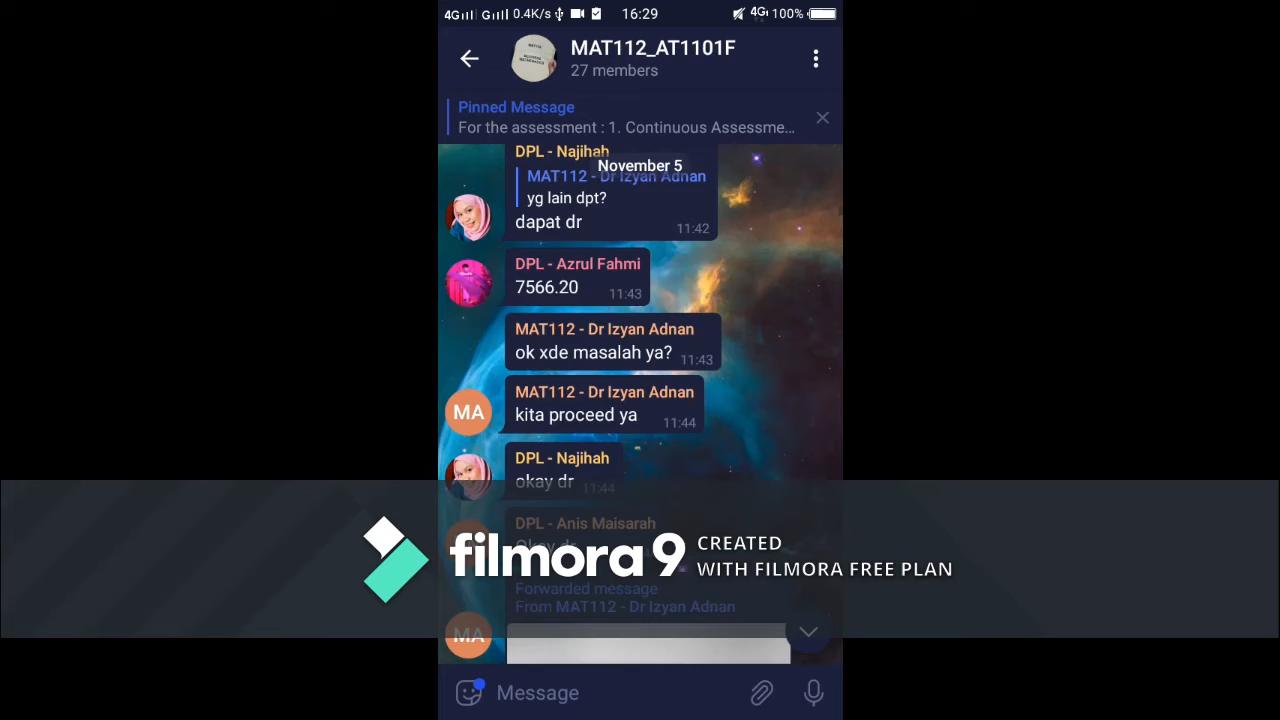 4G G 0.4K/s 16:29 4G 100%
MAT112_AT1101F
27 members
Pinned Message
For the assessment : 1. Continuous Assessme...
DPL - Najihah
November 5
MAT112 - Dr Izyan Adnan
yg lain dpt?
dapat dr 11:42
DPL - Azrul Fahmi
7566.20 11:43
MAT112 - Dr Izyan Adnan
ok xde masalah ya? 11:43
MAT112 - Dr Izyan Adnan
MA
kita proceed ya 11:44
DPL - Najihah
okay dr 11:44
DPL - Anis Maisarah
Okay dr
filmora 9 CREATED
WITH FILMORA FREE PLAN
Forwarded message
From MAT112 - Dr Izyan Adnan
MA
Message